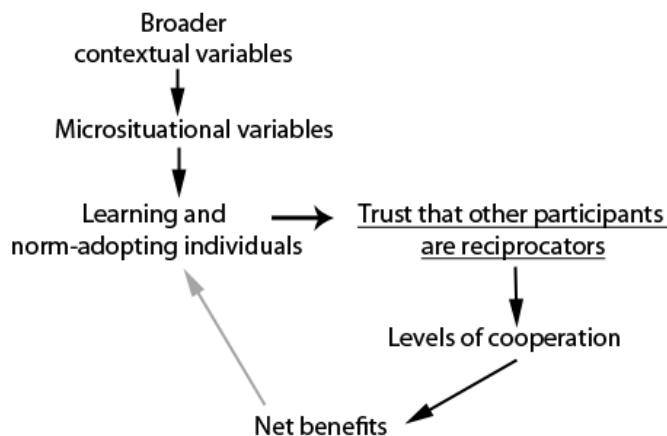 Broader
contextual variables
Microsituational variables
Learning and
norm-adopting individuals
Trust that other participants
are reciprocators
Levels of cooperation
Net benefits